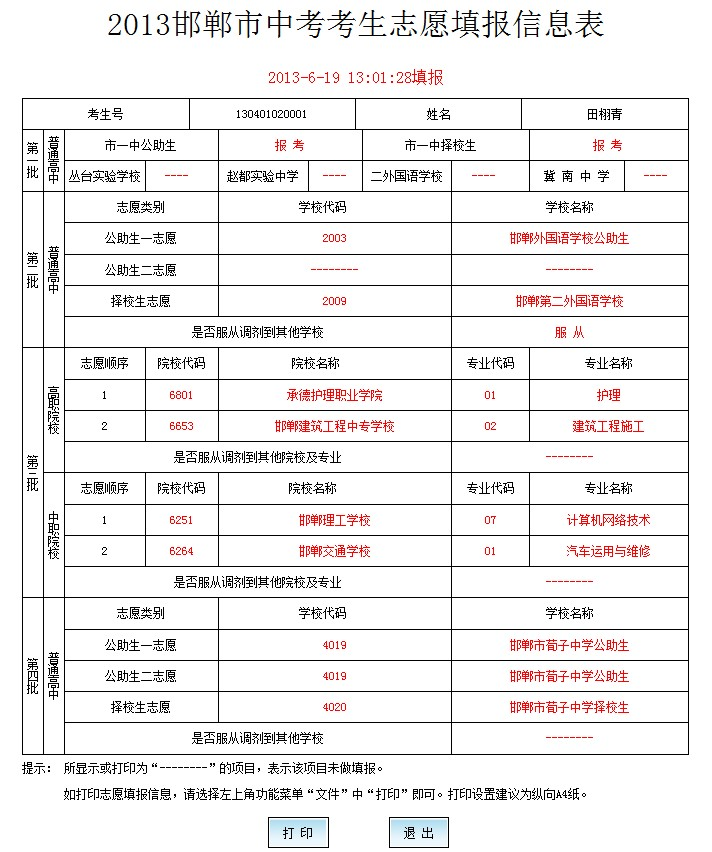 2013邯郸市中考考生志愿填报信息表
2013-6-19 13:01:28填报
考生号 130401020001 姓名 田栩青
第一批 普通高中 市一中公助生 报 考 市一中择校生 报 考
丛台实验学校 ---- 赵都实验中学 ---- 二外国语学校 ---- 冀 南 中 学 ----
第二批 普通高中 志愿类别 学校代码 学校名称
公助生一志愿 2003 邯郸外国语学校公助生
公助生二志愿 -------- --------
择校生志愿 2009 邯郸第二外国语学校
是否服从调剂到其他学校 服 从
第三批 高职院校 志愿顺序 院校代码 院校名称 专业代码 专业名称
1 6801 承德护理职业学院 01 护理
2 6653 邯郸建筑工程中专学校 02 建筑工程施工
是否服从调剂到其他院校及专业 --------
中职院校 志愿顺序 院校代码 院校名称 专业代码 专业名称
1 6251 邯郸理工学校 07 计算机网络技术
2 6264 邯郸交通学校 01 汽车运用与维修
是否服从调剂到其他院校及专业 --------
第四批 普通高中 志愿类别 学校代码 学校名称
公助生一志愿 4019 邯郸市荀子中学公助生
公助生二志愿 4019 邯郸市荀子中学公助生
择校生志愿 4020 邯郸市荀子中学择校生
是否服从调剂到其他学校 --------
提示： 所显示或打印为“--------”的项目，表示该项目未做填报。
如打印志愿填报信息，请选择左上角功能菜单“文件”中“打印”即可。打印设置建议为纵向A4纸。
打 印 退 出